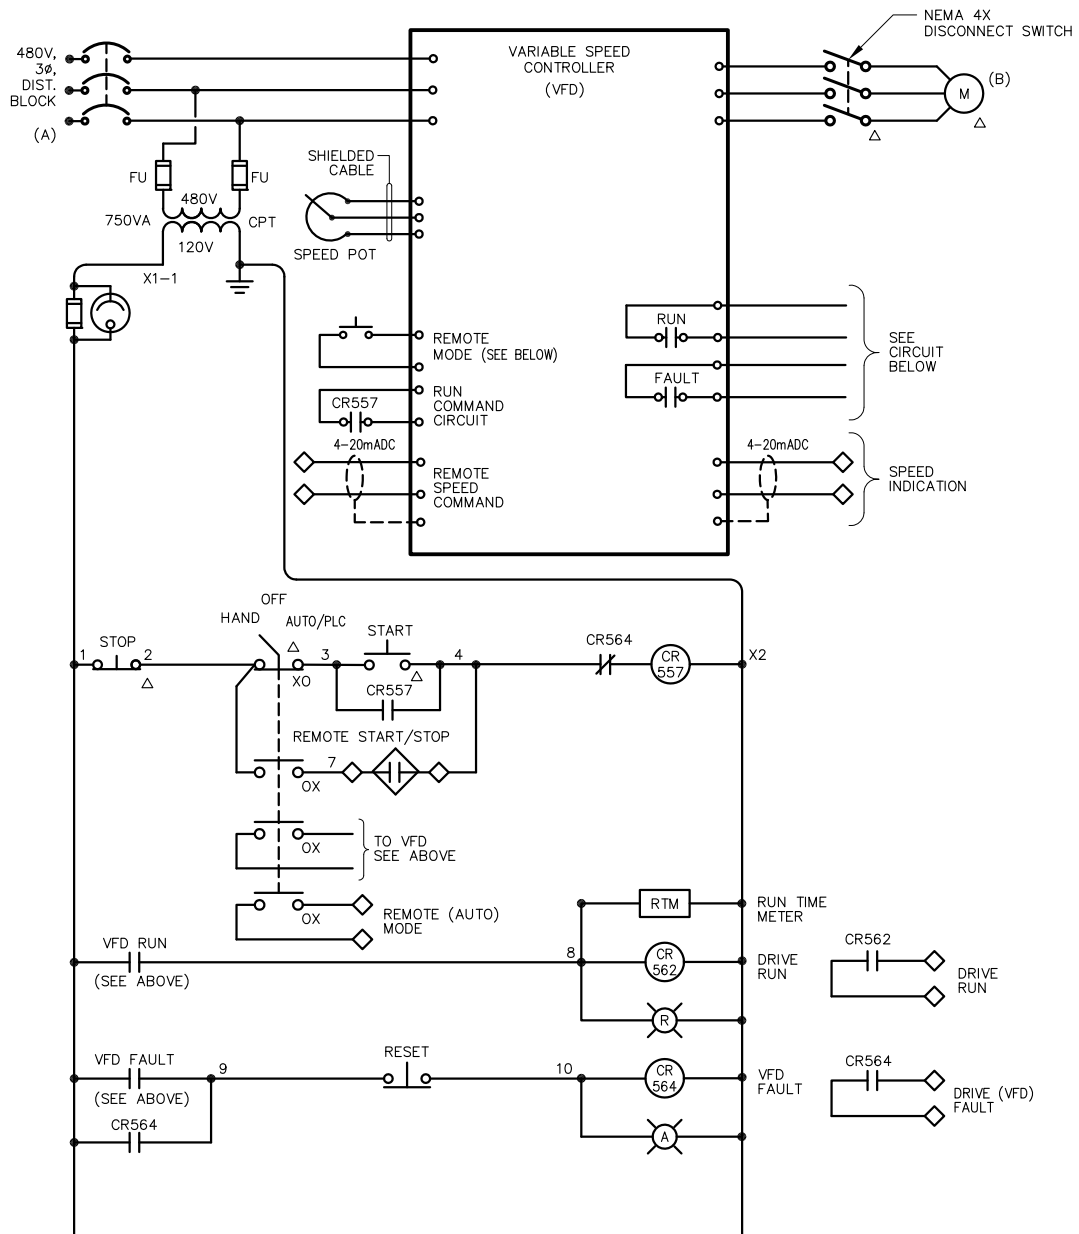 NEMA 4X
DISCONNECT SWITCH
480V,
3ø,
DIST.
BLOCK
(A)
VARIABLE SPEED
CONTROLLER
(VFD)
M
(B)
FU
FU
480V
750VA
CPT
120V
X1-1
SHIELDED
CABLE
SPEED POT
REMOTE
MODE (SEE BELOW)
RUN
COMMAND
CIRCUIT
CR557
4-20mADC
REMOTE
SPEED
COMMAND
RUN
FAULT
SEE
CIRCUIT
BELOW
4-20mADC
SPEED
INDICATION
OFF
HAND
AUTO/PLC
START
STOP
1
2
3
4
XO
CR557
CR564
CR
557
X2
REMOTE START/STOP
7
OX
OX
TO VFD
SEE ABOVE
OX
REMOTE (AUTO)
MODE
RTM
RUN TIME
METER
VFD RUN
(SEE ABOVE)
8
CR
562
DRIVE
RUN
CR562
DRIVE
RUN
R
VFD FAULT
(SEE ABOVE)
9
RESET
10
CR
564
VFD
FAULT
CR564
DRIVE (VFD)
FAULT
CR564
A